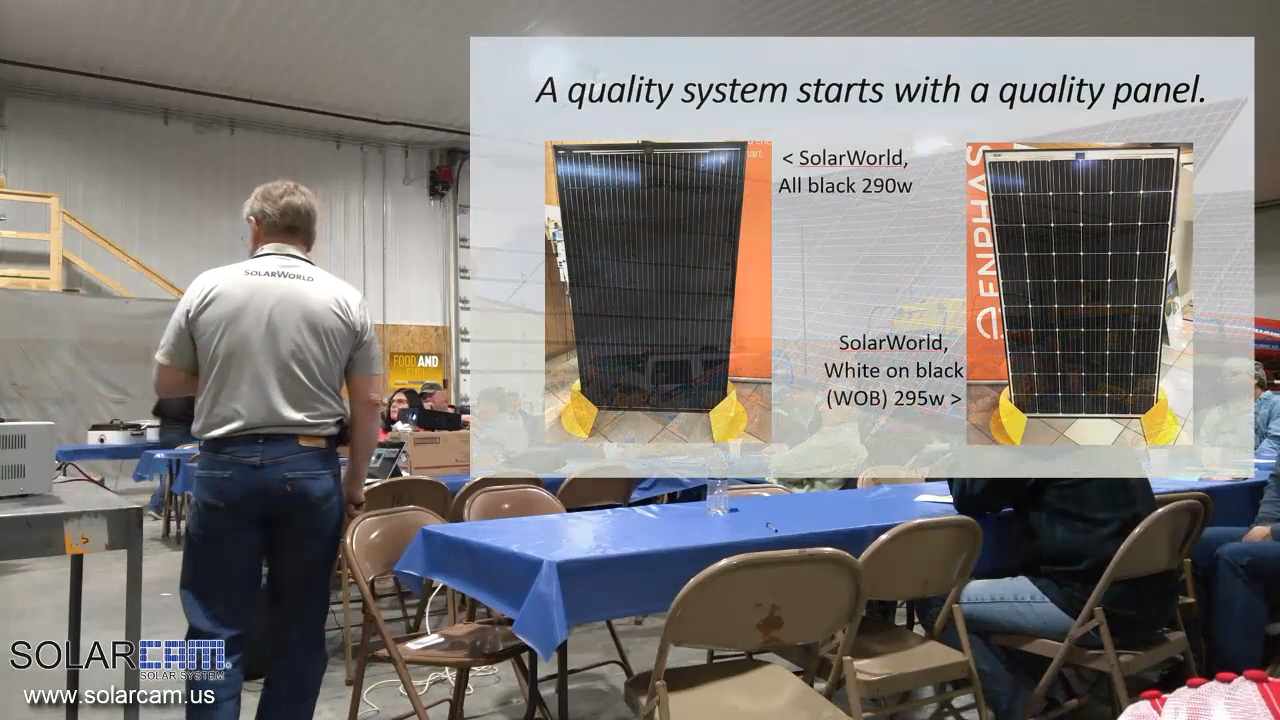 A quality system starts with a quality panel.
< SolarWorld,
All black 290w
ENPHAS
SolarWorld,
White on black
(WOB) 295w >
SOLARWORLD
FOOD AND
SOLARCAM
SOLAR SYSTEM
www.solarcam.us